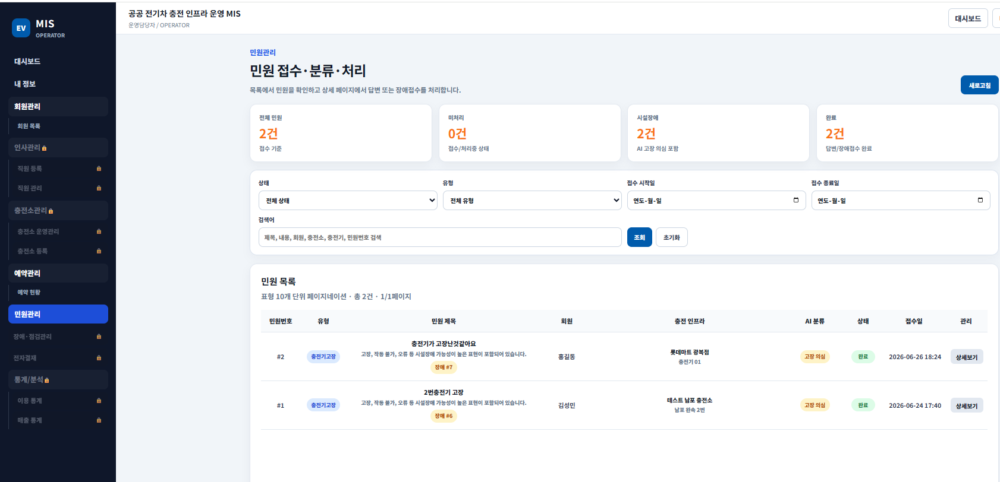 EV
MIS
OPERATOR
대시보드
내 정보
회원관리
회원 목록
인사관리
직원 등록
직원 관리
충전소관리
충전소 운영관리
충전소 등록
예약관리
예약 현황
민원관리
장애·점검관리
전자결재
통계/분석
이용 통계
매출 통계
공공 전기차 충전 인프라 운영 MIS
운영담당자 / OPERATOR
대시보드
민원관리
민원 접수·분류·처리
목록에서 민원을 확인하고 상세 페이지에서 답변 또는 장애접수를 처리합니다.
새로고침
전체 민원
2건
접수 기준
미처리
0건
접수/처리중 상태
시설장애
2건
AI 고장 의심 포함
완료
2건
답변/장애접수 완료
상태
전체 상태
유형
전체 유형
접수 시작일
연도-월-일
접수 종료일
연도-월-일
검색어
제목, 내용, 회원, 충전소, 충전기, 민원번호 검색
조회
초기화
민원 목록
표형 10개 단위 페이지네이션 · 총 2건 · 1/1페이지
민원번호 유형 민원 제목 회원 충전 인프라 AI 분류 상태 접수일 관리
#2 충전기고장 충전기가 고장난것같아요 홍길동 롯데마트 광복점 고장 의심 완료 2026-06-26 18:24 상세보기
고장, 작동 불가, 오류 등 시설장애 가능성이 높은 표현이 포함되어 있습니다. 충전기 01
장애 #7
#1 충전기고장 2번충전기 고장 김성민 테스트 남포 충전소 고장 의심 완료 2026-06-24 17:40 상세보기
고장, 작동 불가, 오류 등 시설장애 가능성이 높은 표현이 포함되어 있습니다. 남포 완속 2번
장애 #6